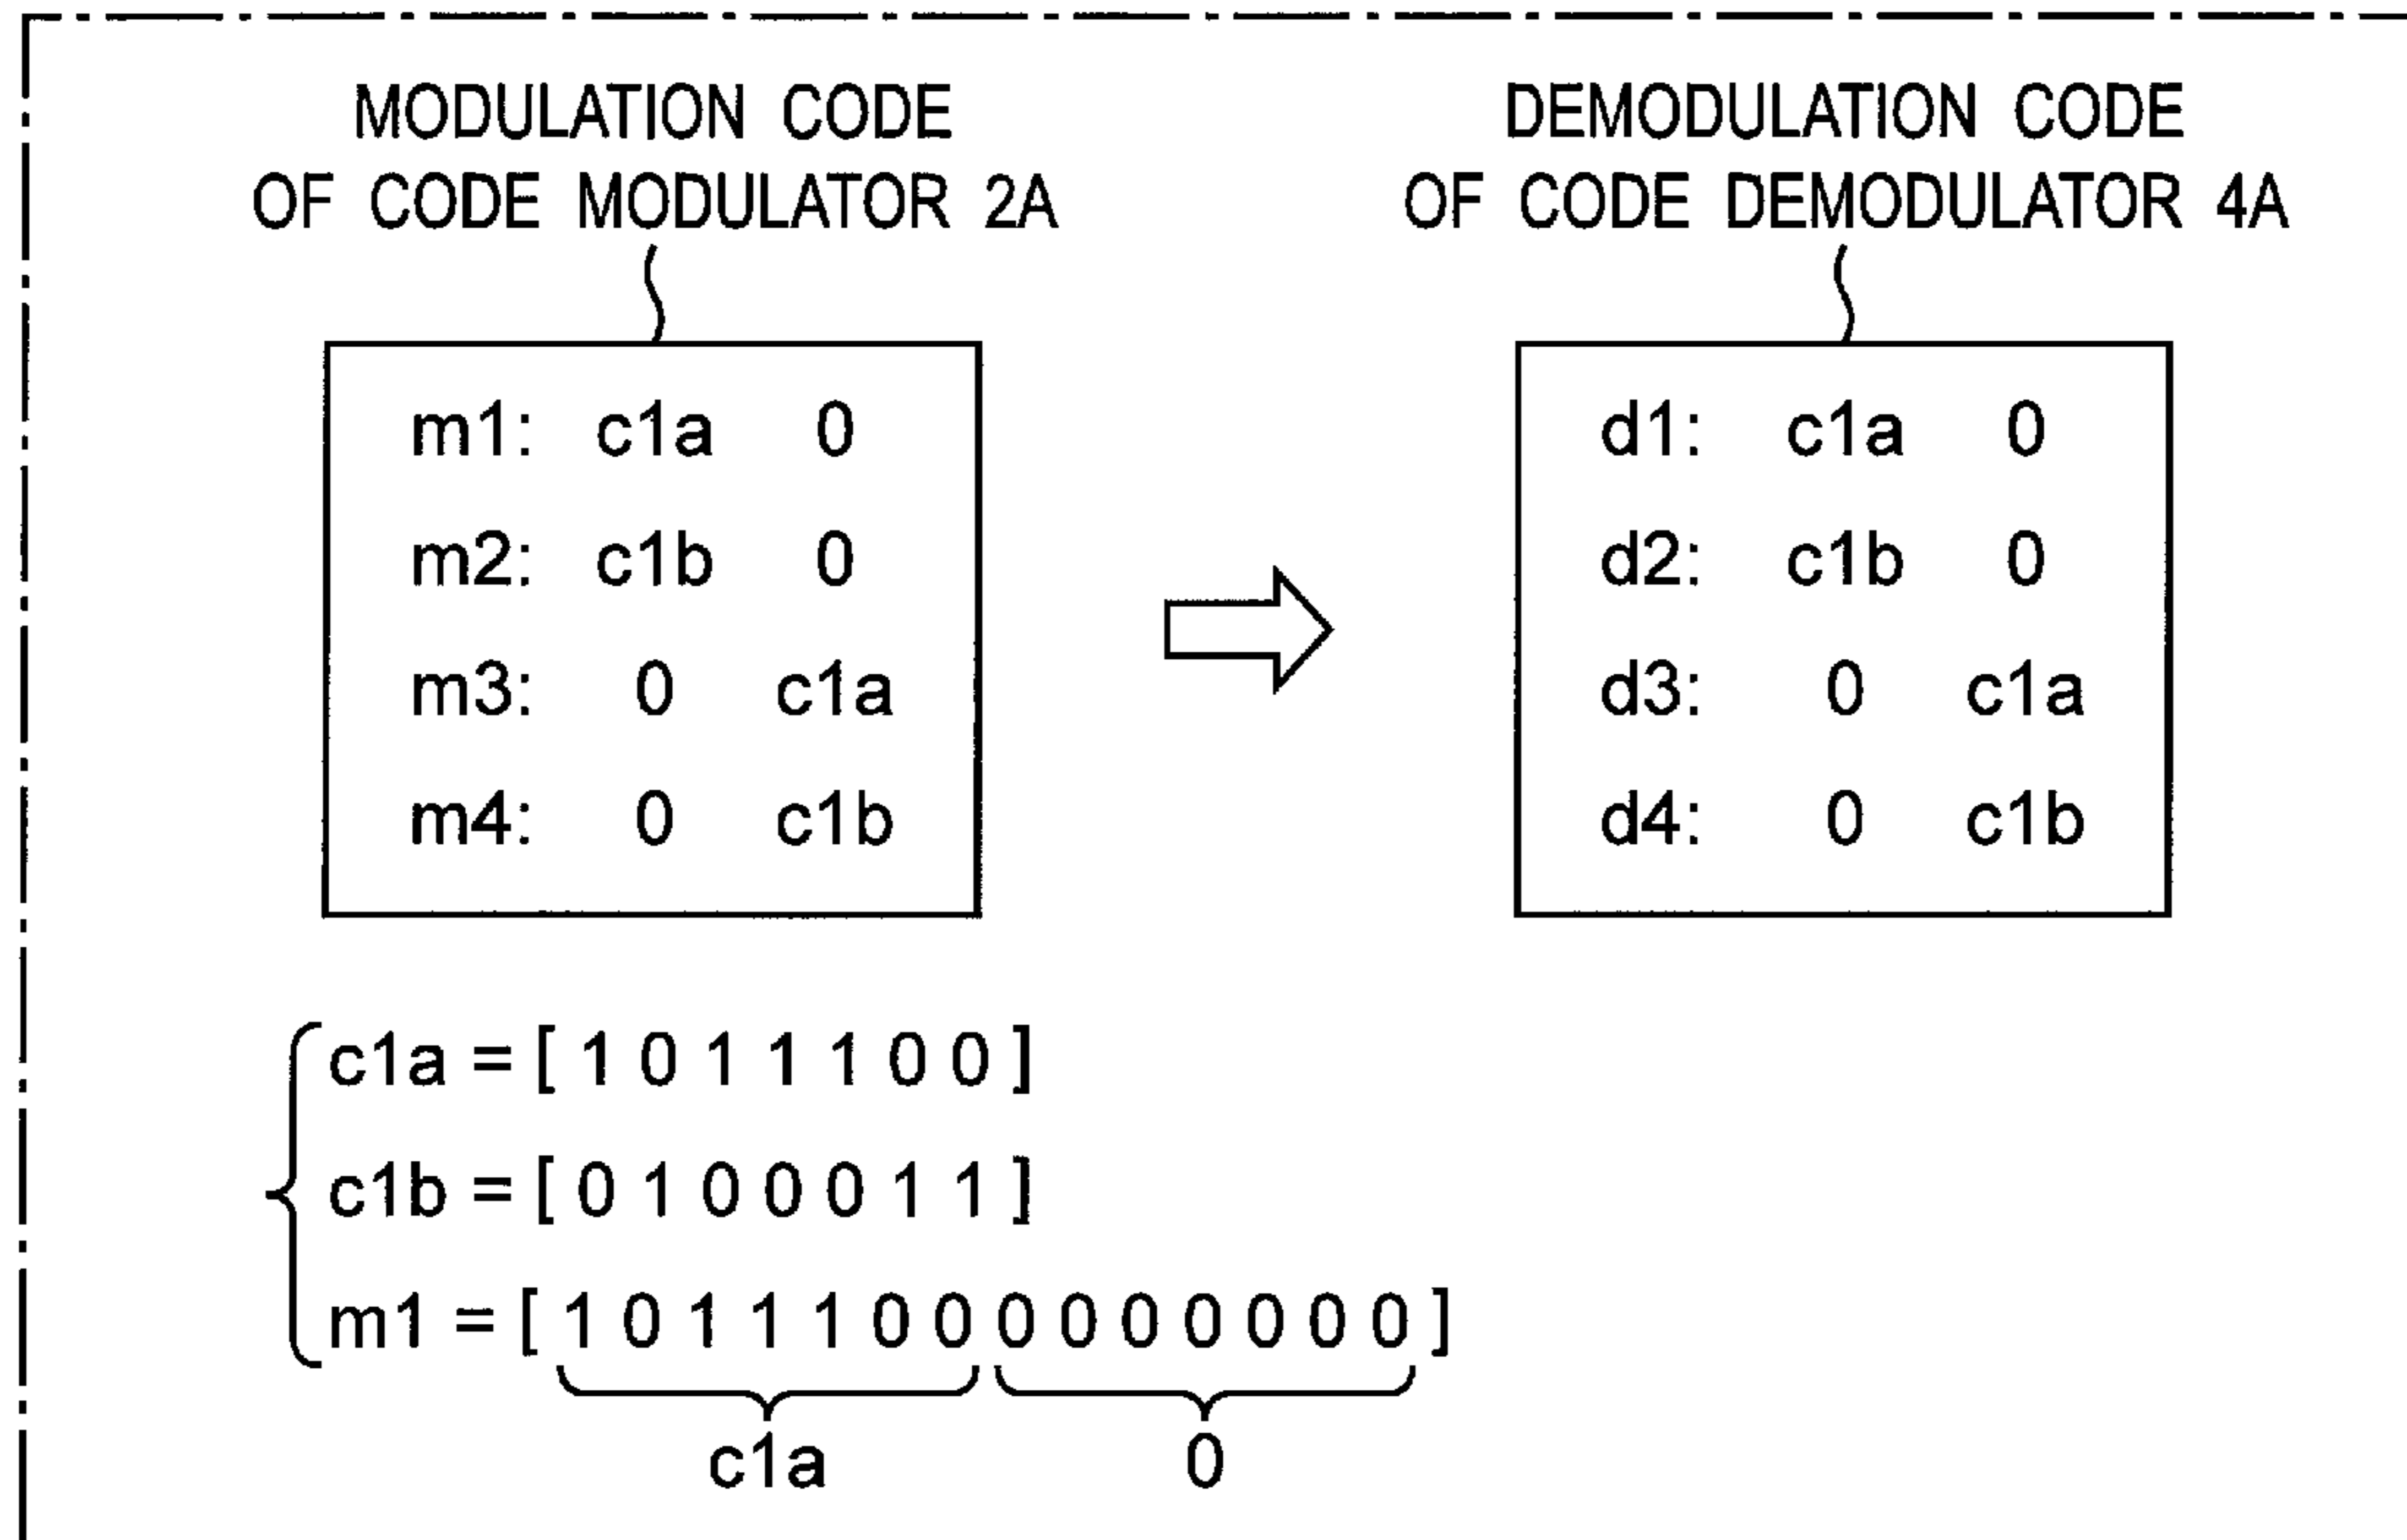 MODULATION CODE
OF CODE MODULATOR 2A
DEMODULATION CODE
OF CODE DEMODULATOR 4A
m1: c1a 0
m2: c1b 0
m3: 0 c1a
m4: 0 c1b
d1: c1a 0
d2: c1b 0
d3: 0 c1a
d4: 0 c1b
c1a = [ 1 0 1 1 1 0 0 ]
c1b = [ 0 1 0 0 0 1 1 ]
m1 = [ 1 0 1 1 1 0 0 0 0 0 0 0 0 0 ]
c1a 0